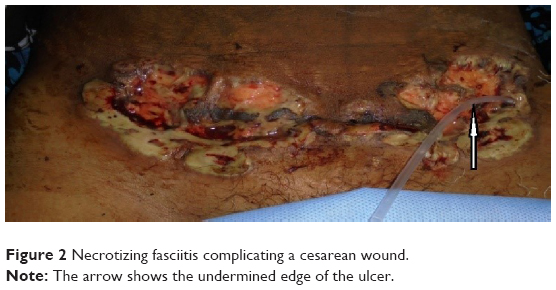 Figure 2 Necrotizing fasciitis complicating a cesarean wound.
Note: The arrow shows the undermined edge of the ulcer.